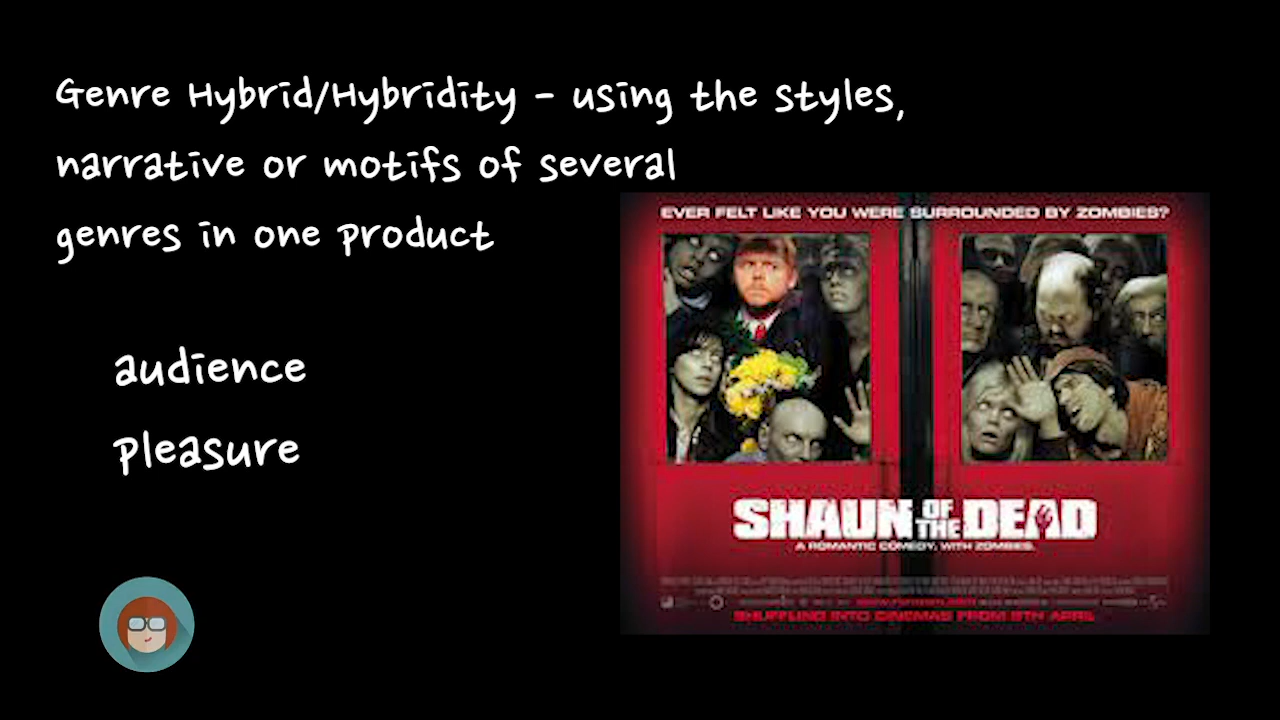 Genre Hybrid/Hybridity - using the styles,
narrative or motifs of several
genres in one product
audience
pleasure
EVER FELT LIKE YOU WERE SURROUNDED BY ZOMBIES?
SHAUN OF THE DEAD
A ROMANTIC COMEDY. WITH ZOMBIES.
SHUFFLING INTO CINEMAS FROM 9TH APRIL